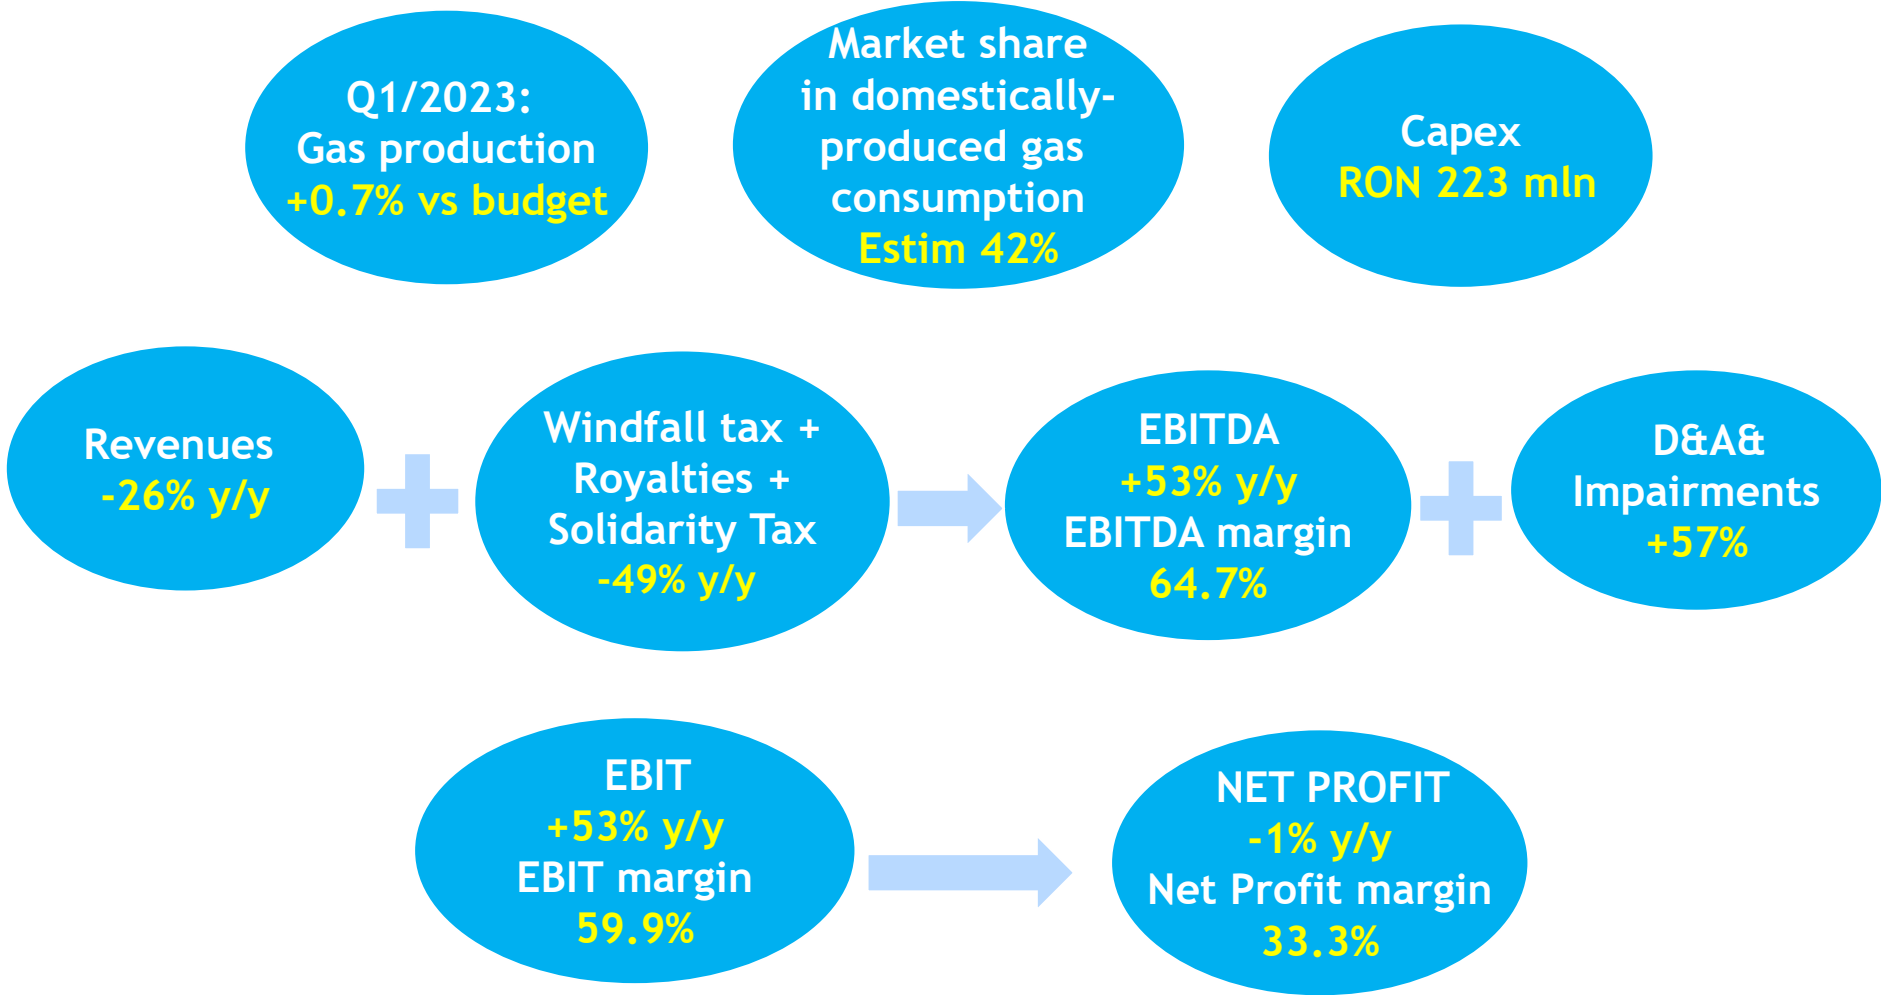 Q1/2023:
Gas production
+0.7% vs budget
Market share
in domestically-
produced gas
consumption
Estim 42%
Capex
RON 223 mln
Revenues
-26% y/y
Windfall tax +
Royalties +
Solidarity Tax
-49% y/y
EBITDA
+53% y/y
EBITDA margin
64.7%
D&A&
Impairments
+57%
EBIT
+53% y/y
EBIT margin
59.9%
NET PROFIT
-1% y/y
Net Profit margin
33.3%